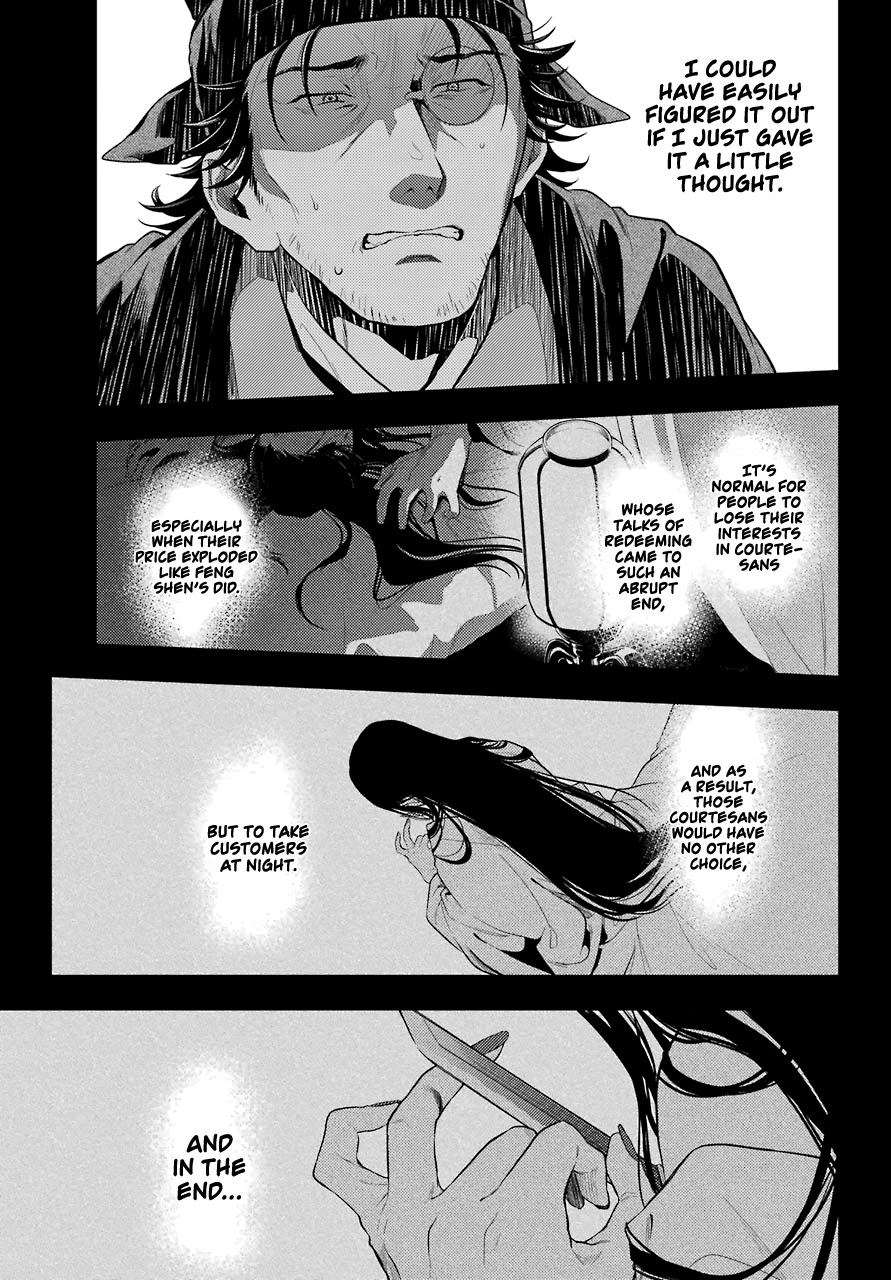 I COULD
HAVE EASILY
FIGURED IT OUT
IF I JUST GAVE
IT A LITTLE
THOUGHT.
IT'S
NORMAL FOR
PEOPLE TO
LOSE THEIR
INTERESTS
IN COURTE-
SANS
WHOSE
TALKS OF
REDEEMING
CAME TO
SUCH AN
ABRUPT
END,
ESPECIALLY
WHEN THEIR
PRICE EXPLODED
LIKE FENG
SHEN'S DID.
AND AS
A RESULT,
THOSE
COURTESANS
WOULD HAVE
NO OTHER
CHOICE,
BUT TO TAKE
CUSTOMERS
AT NIGHT.
AND
IN THE
END...